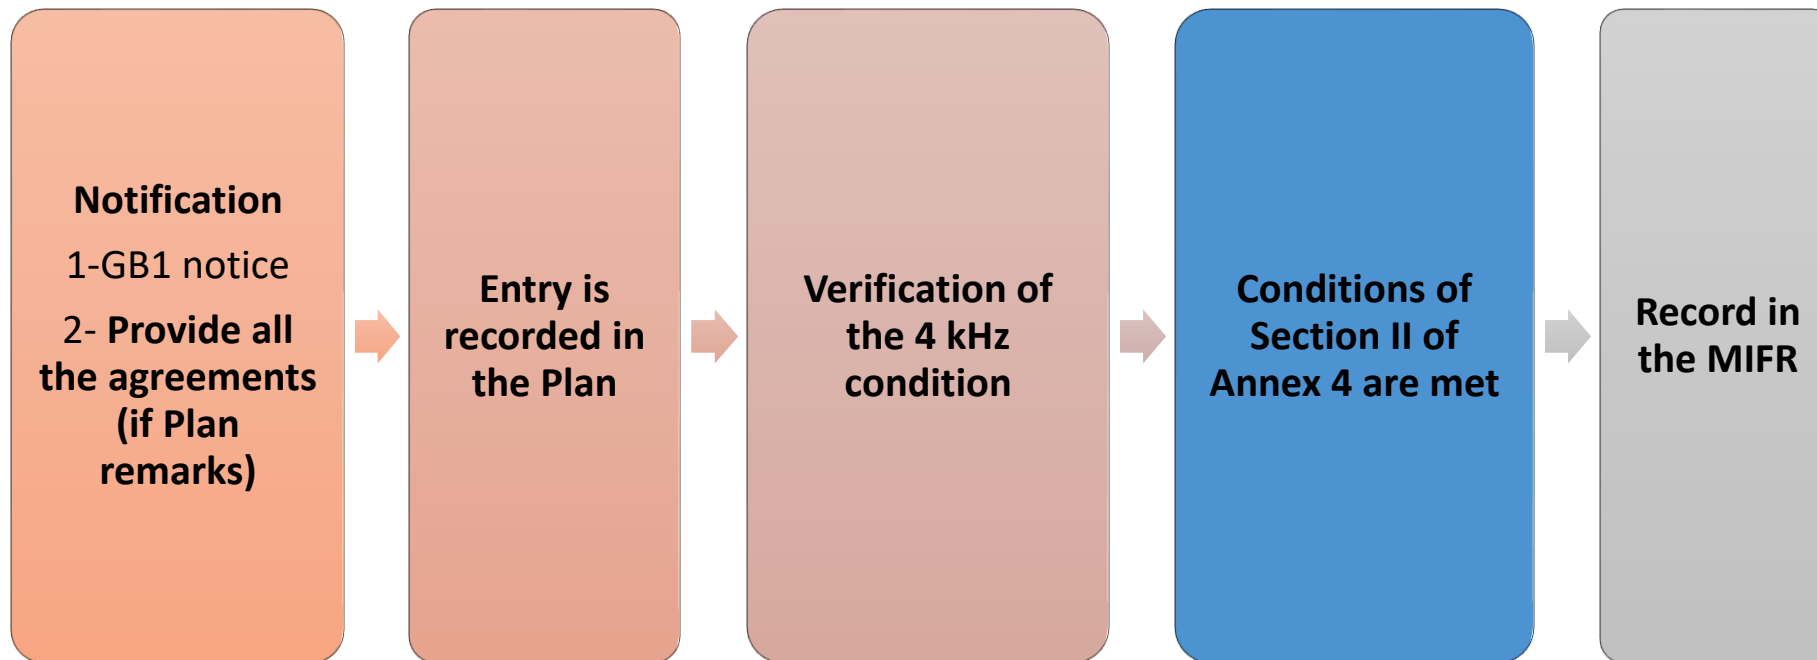 Notification
1-GB1 notice
2- Provide all
the agreements
(if Plan
remarks)
Entry is
recorded in
the Plan
Verification of
the 4 kHz
condition
Conditions of
Section II of
Annex 4 are met
Record in
the MIFR